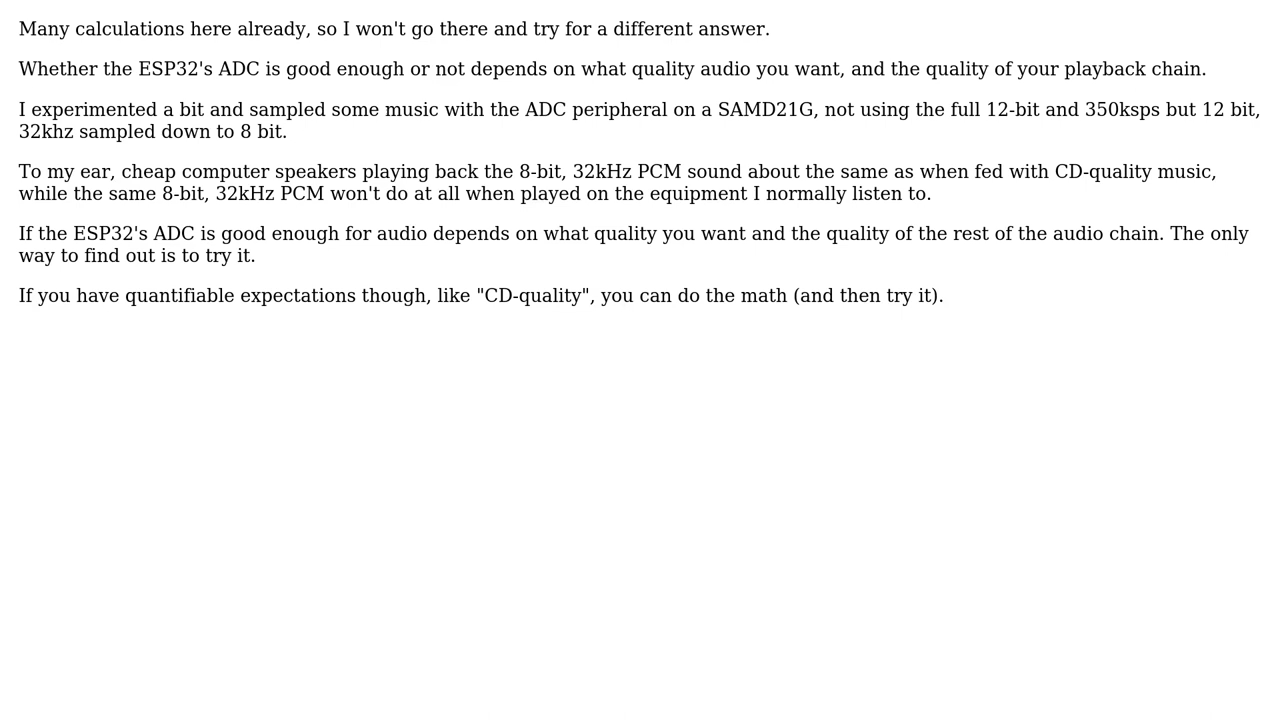 Many calculations here already, so I won't go there and try for a different answer.
Whether the ESP32's ADC is good enough or not depends on what quality audio you want, and the quality of your playback chain.
I experimented a bit and sampled some music with the ADC peripheral on a SAMD21G, not using the full 12-bit and 350ksps but 12 bit,
32khz sampled down to 8 bit.
To my ear, cheap computer speakers playing back the 8-bit, 32kHz PCM sound about the same as when fed with CD-quality music,
while the same 8-bit, 32kHz PCM won't do at all when played on the equipment I normally listen to.
If the ESP32's ADC is good enough for audio depends on what quality you want and the quality of the rest of the audio chain. The only
way to find out is to try it.
If you have quantifiable expectations though, like "CD-quality", you can do the math (and then try it).